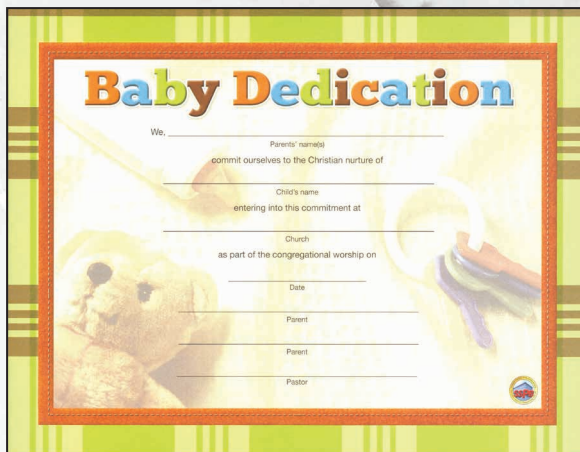 Baby Dedication
We,
Parents' name(s)
commit ourselves to the Christian nurture of
Child's name
entering into this commitment at
Church
as part of the congregational worship on
Date
Parent
Parent
Pastor